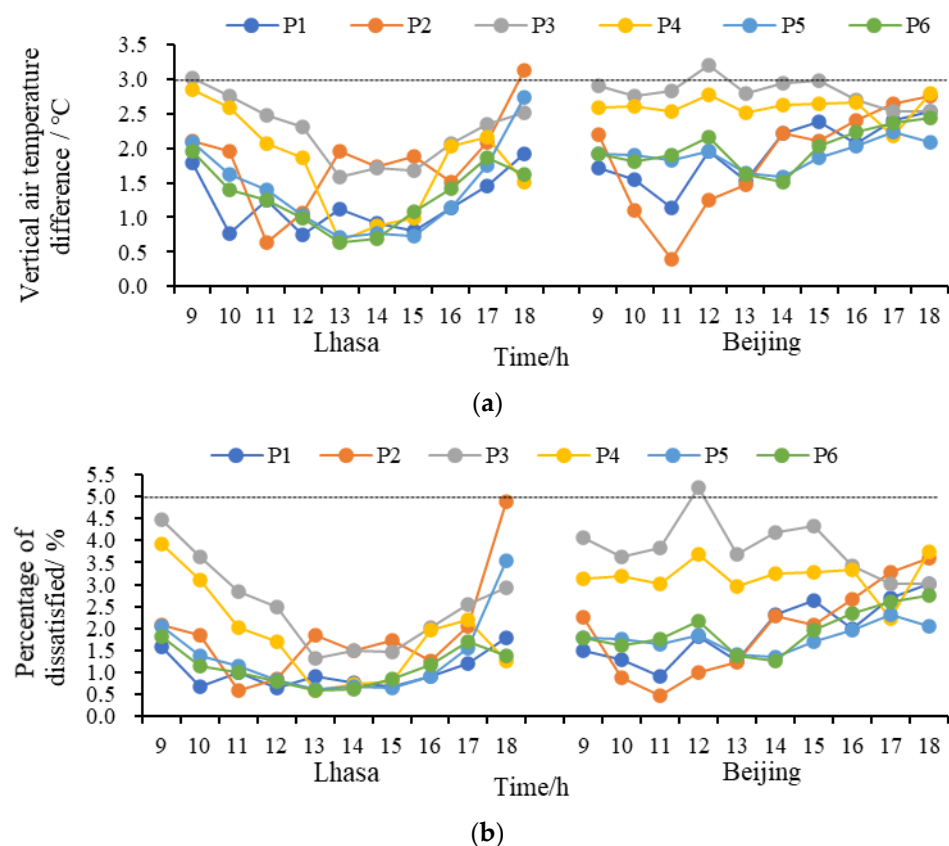 P1 P2 P3 P4 P5 P6
Vertical air temperature
difference / °C
3.5
3.0
2.5
2.0
1.5
1.0
0.5
0.0
9 10 11 12 13 14 15 16 17 18 9 10 11 12 13 14 15 16 17 18
Lhasa Beijing
Time/h
(a)
P1 P2 P3 P4 P5 P6
Percentage of
dissatisfied/ %
5.5
5.0
4.5
4.0
3.5
3.0
2.5
2.0
1.5
1.0
0.5
0.0
9 10 11 12 13 14 15 16 17 18 9 10 11 12 13 14 15 16 17 18
Lhasa Beijing
Time/h
(b)